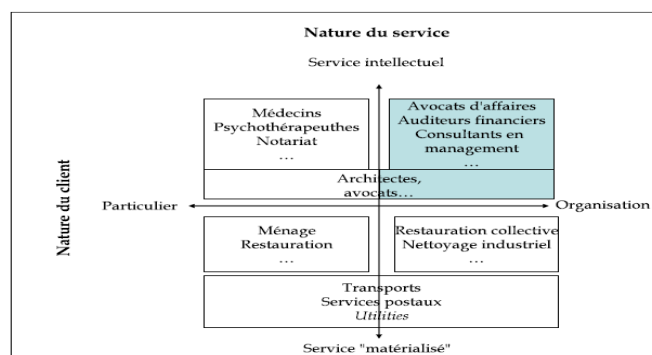 Nature du service
Service intellectuel
Médecins
Psychothérapeuthes
Notariat
…
Avocats d'affaires
Auditeurs financiers
Consultants en
management
…
Architectes,
avocats…
Nature du client
Particulier
Organisation
Ménage
Restauration
…
Restauration collective
Nettoyage industriel
…
Transports
Services postaux
Utilities
Service "matérialisé"